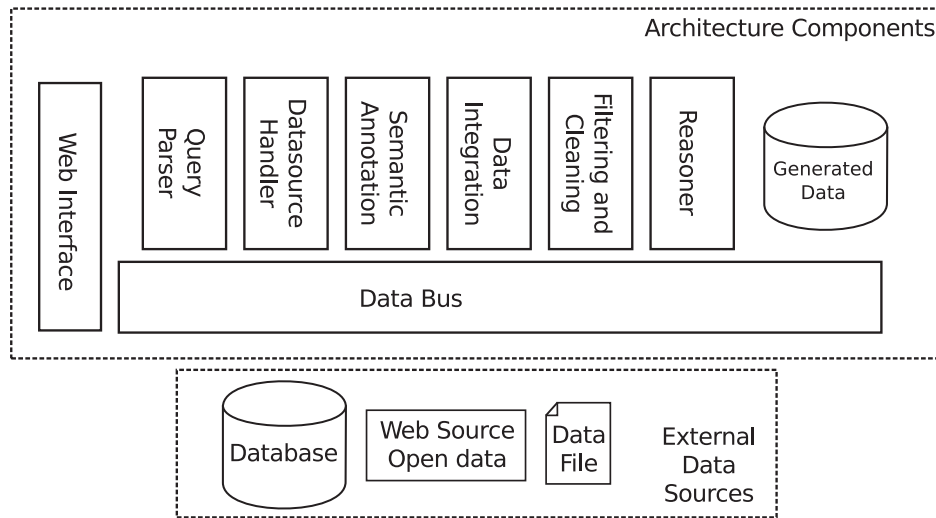 Architecture Components
Web Interface
Query
Parser
Datasource
Handler
Semantic
Annotation
Data
Integration
Filtering and
Cleaning
Reasoner
Generated
Data
Data Bus
Database
Web Source
Open data
Data
File
External
Data
Sources